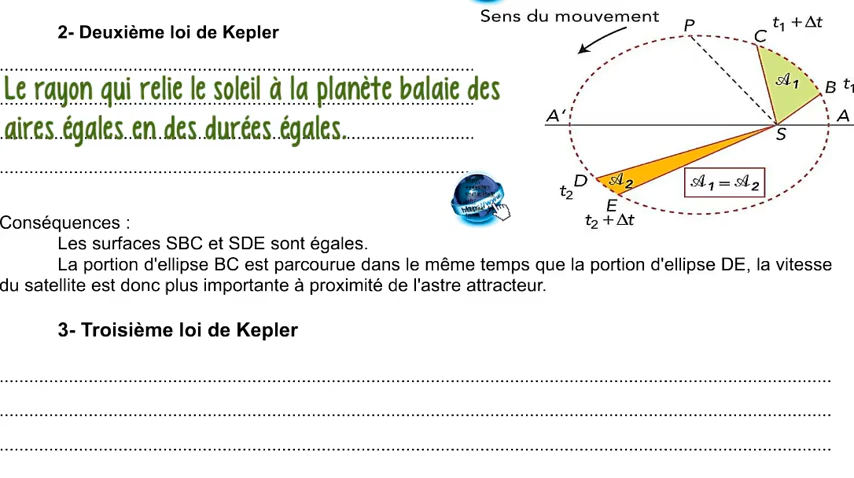 2- Deuxième loi de Kepler
Le rayon qui relie le soleil à la planète balaie des
aires égales en des durées égales.
Sens du mouvement
P
C
t₁ + Δt
𝒜₁
B
t₁
A'
A
S
D
t₂
𝒜₂
E
t₂ + Δt
𝒜₁ = 𝒜₂
Conséquences :
Les surfaces SBC et SDE sont égales.
La portion d'ellipse BC est parcourue dans le même temps que la portion d'ellipse DE, la vitesse
du satellite est donc plus importante à proximité de l'astre attracteur.
3- Troisième loi de Kepler